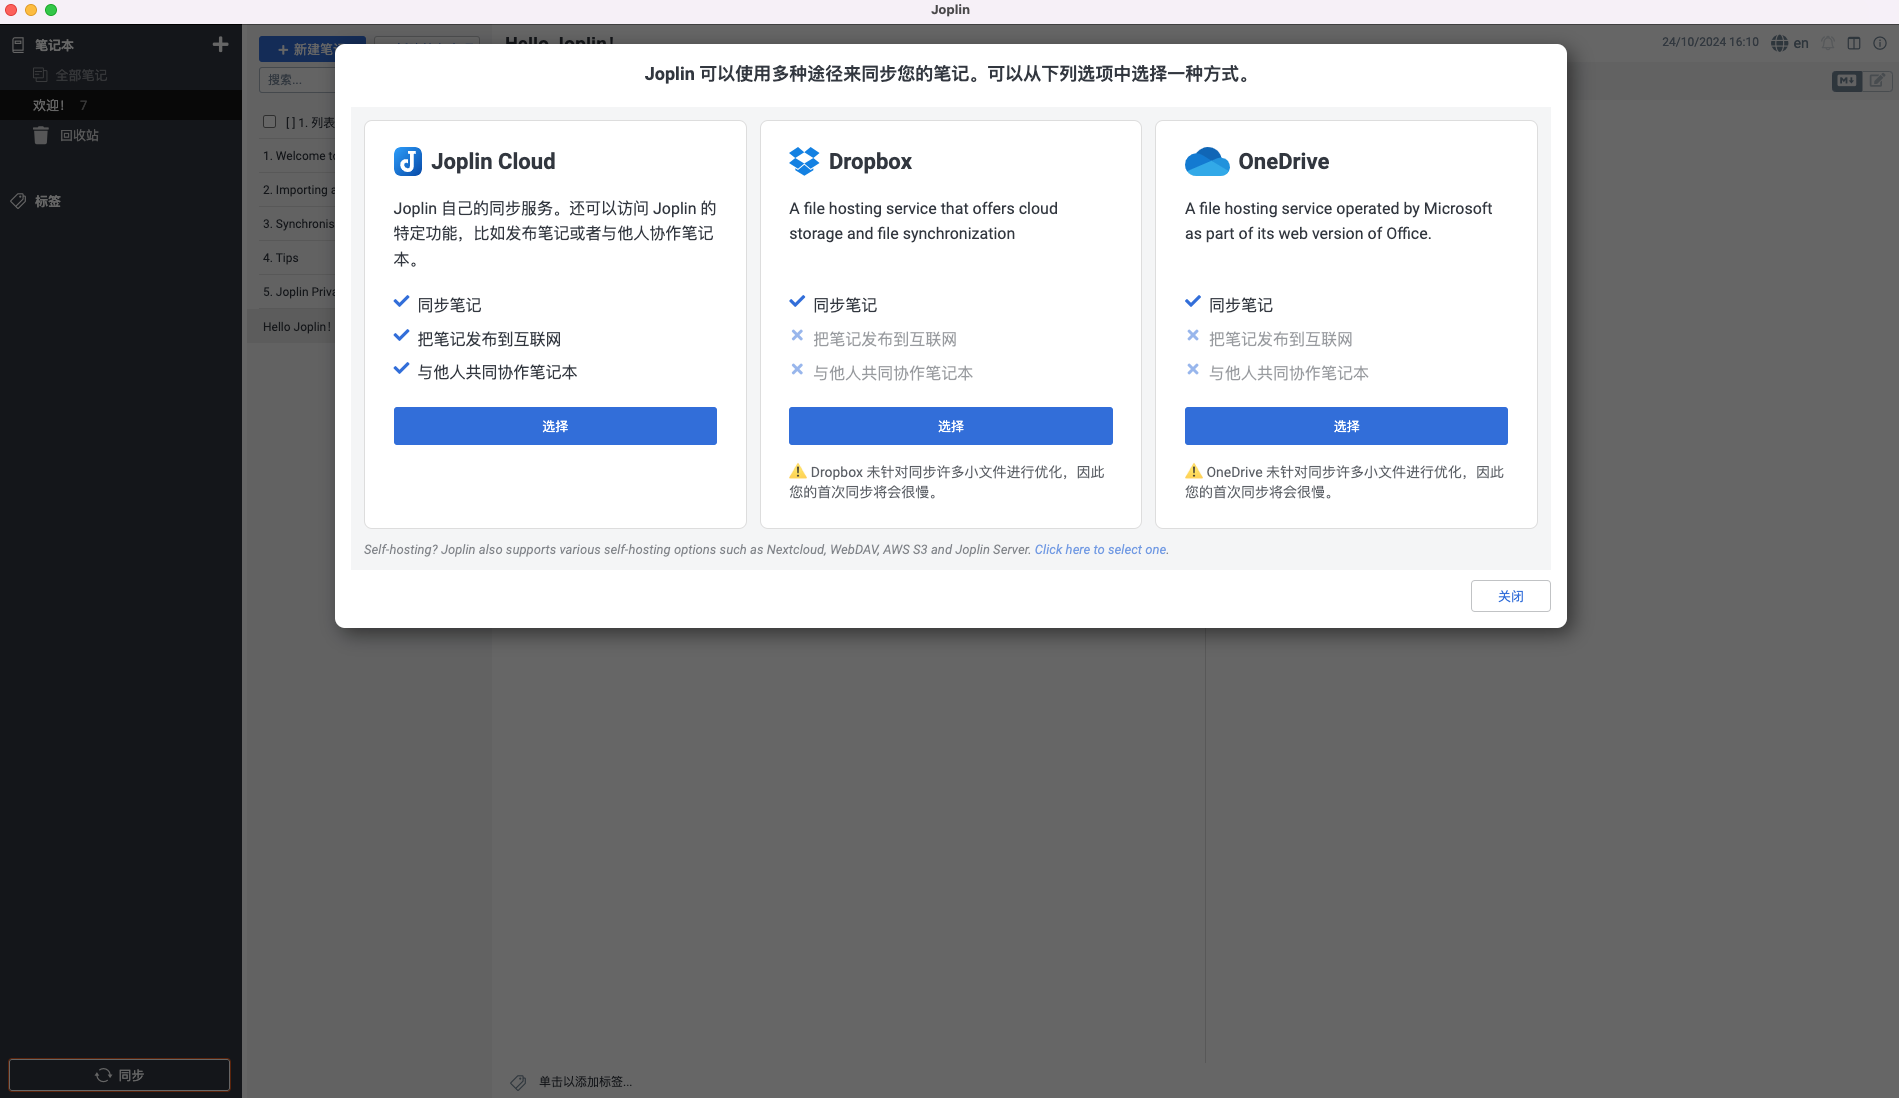 Joplin
笔记本
全部笔记
欢迎! 7
回收站
标签
同步
新建笔
搜索...
[ ] 1. 列表
1. Welcome to
2. Importing a
3. Synchronis
4. Tips
5. Joplin Priva
Hello Joplin!
Hello Joplin!
24/10/2024 16:10
en
M
Joplin 可以使用多种途径来同步您的笔记。可以从下列选项中选择一种方式。
Joplin Cloud
Joplin 自己的同步服务。还可以访问 Joplin 的
特定功能，比如发布笔记或者与他人协作笔记
本。
同步笔记
把笔记发布到互联网
与他人共同协作笔记本
选择
Dropbox
A file hosting service that offers cloud
storage and file synchronization
同步笔记
把笔记发布到互联网
与他人共同协作笔记本
选择
Dropbox 未针对同步许多小文件进行优化，因此
您的首次同步将会很慢。
OneDrive
A file hosting service operated by Microsoft
as part of its web version of Office.
同步笔记
把笔记发布到互联网
与他人共同协作笔记本
选择
OneDrive 未针对同步许多小文件进行优化，因此
您的首次同步将会很慢。
Self-hosting? Joplin also supports various self-hosting options such as Nextcloud, WebDAV, AWS S3 and Joplin Server. Click here to select one.
关闭
单击以添加标签...